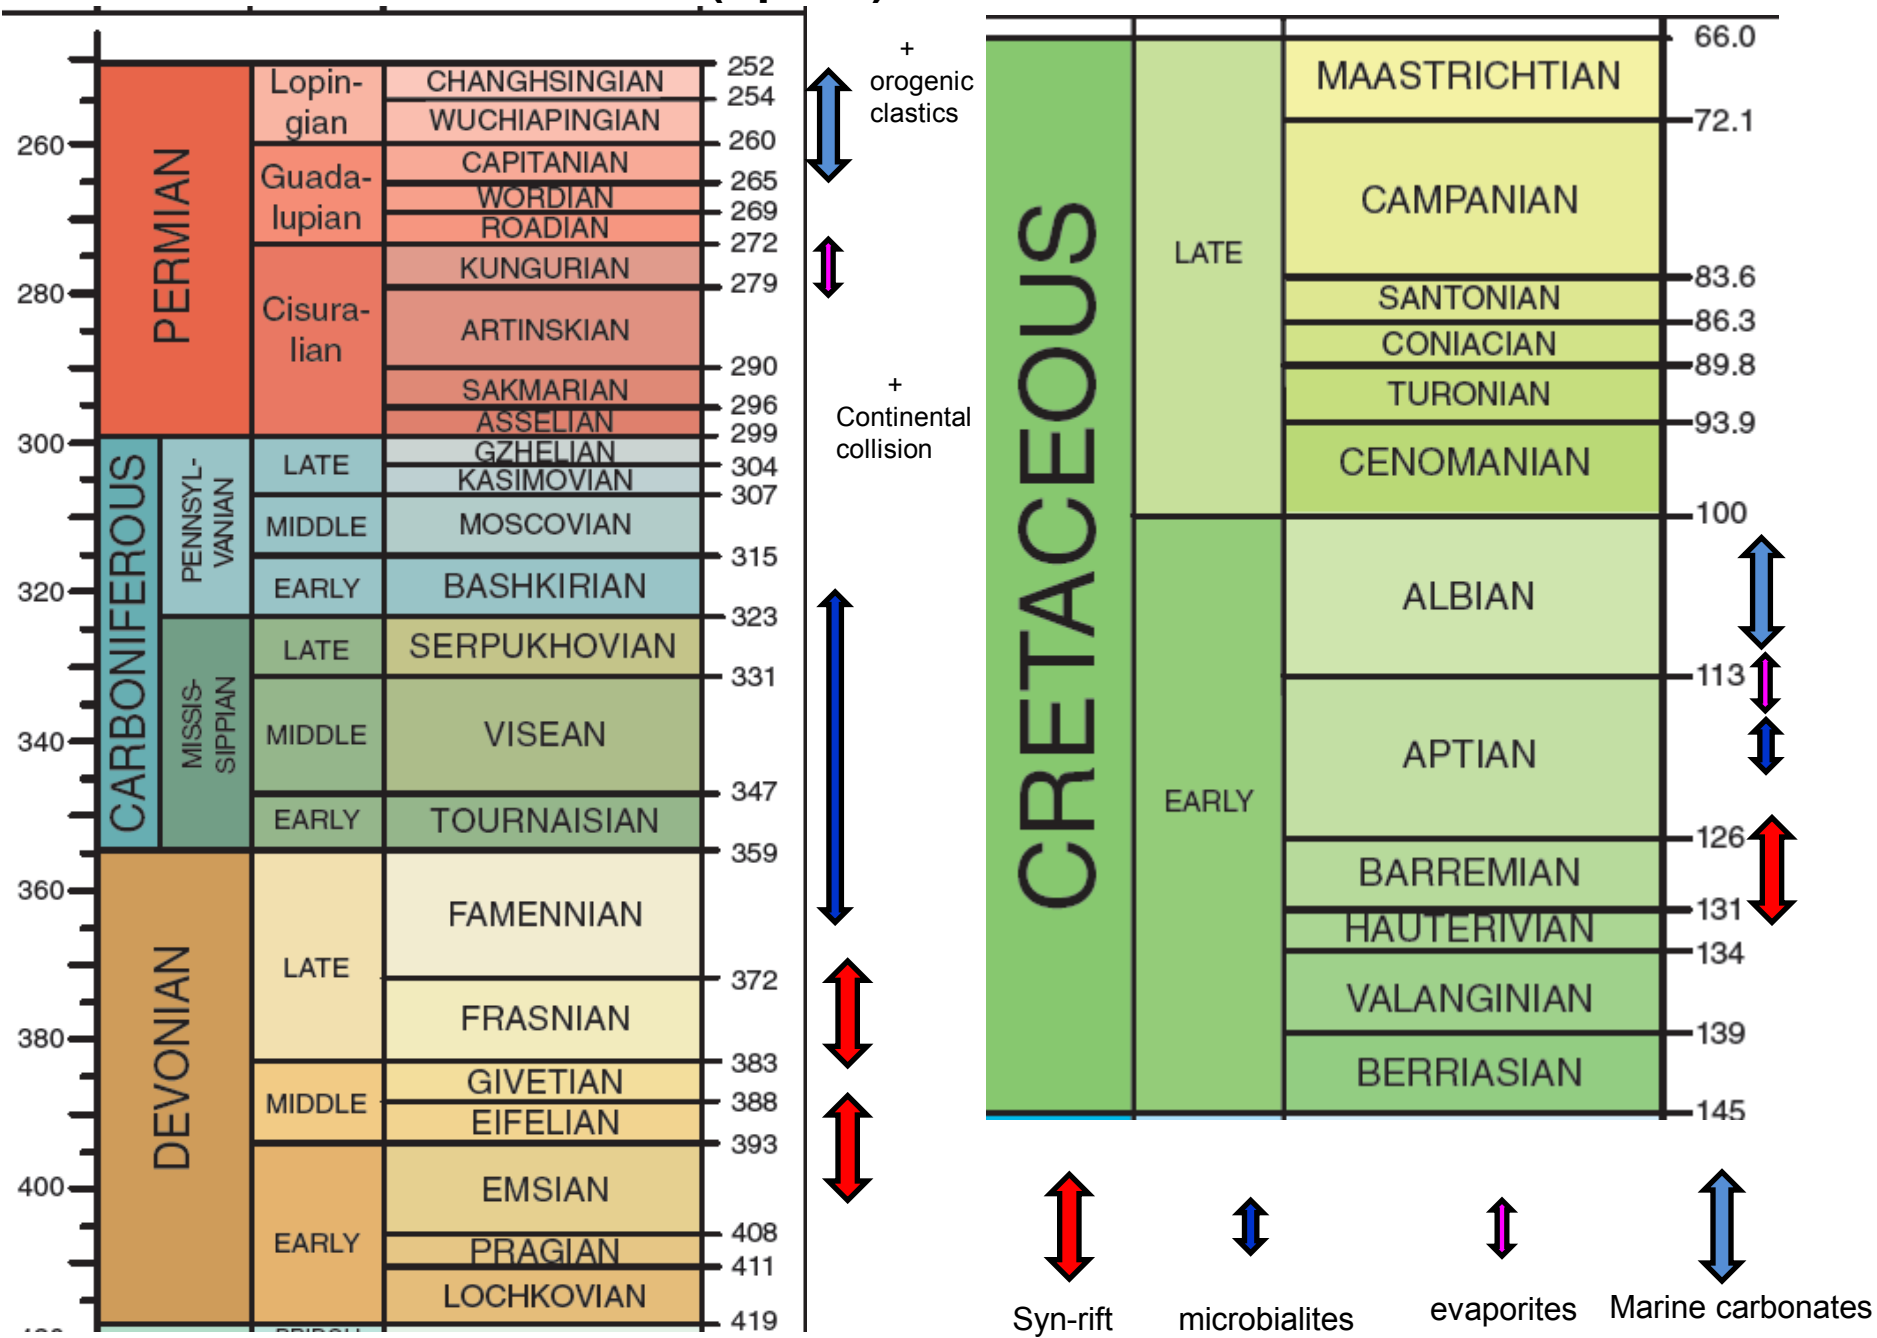 252
Lopin-
gian
CHANGHSINGIAN
254
WUCHIAPINGIAN
260
260
PERMIAN
Guada-
lupian
CAPITANIAN
265
WORDIAN
269
ROADIAN
272
Cisura-
lian
KUNGURIAN
279
280
ARTINSKIAN
290
SAKMARIAN
296
ASSELIAN
299
300
CARBONIFEROUS
PENNSYL-
VANIAN
LATE
GZHELIAN
304
KASIMOVIAN
307
MIDDLE
MOSCOVIAN
315
320
EARLY
BASHKIRIAN
323
MISSIS-
SIPPIAN
LATE
SERPUKHOVIAN
331
340
MIDDLE
VISEAN
347
EARLY
TOURNAISIAN
359
360
DEVONIAN
LATE
FAMENNIAN
372
FRASNIAN
380
383
MIDDLE
GIVETIAN
388
EIFELIAN
393
400
EARLY
EMSIAN
408
PRAGIAN
411
LOCHKOVIAN
419
+
orogenic
clastics
+
Continental
collision
66.0
CRETACEOUS
LATE
MAASTRICHTIAN
72.1
CAMPANIAN
83.6
SANTONIAN
86.3
CONIACIAN
89.8
TURONIAN
93.9
CENOMANIAN
100
EARLY
ALBIAN
113
APTIAN
126
BARREMIAN
131
HAUTERIVIAN
134
VALANGINIAN
139
BERRIASIAN
145
Syn-rift
microbialites
evaporites
Marine carbonates